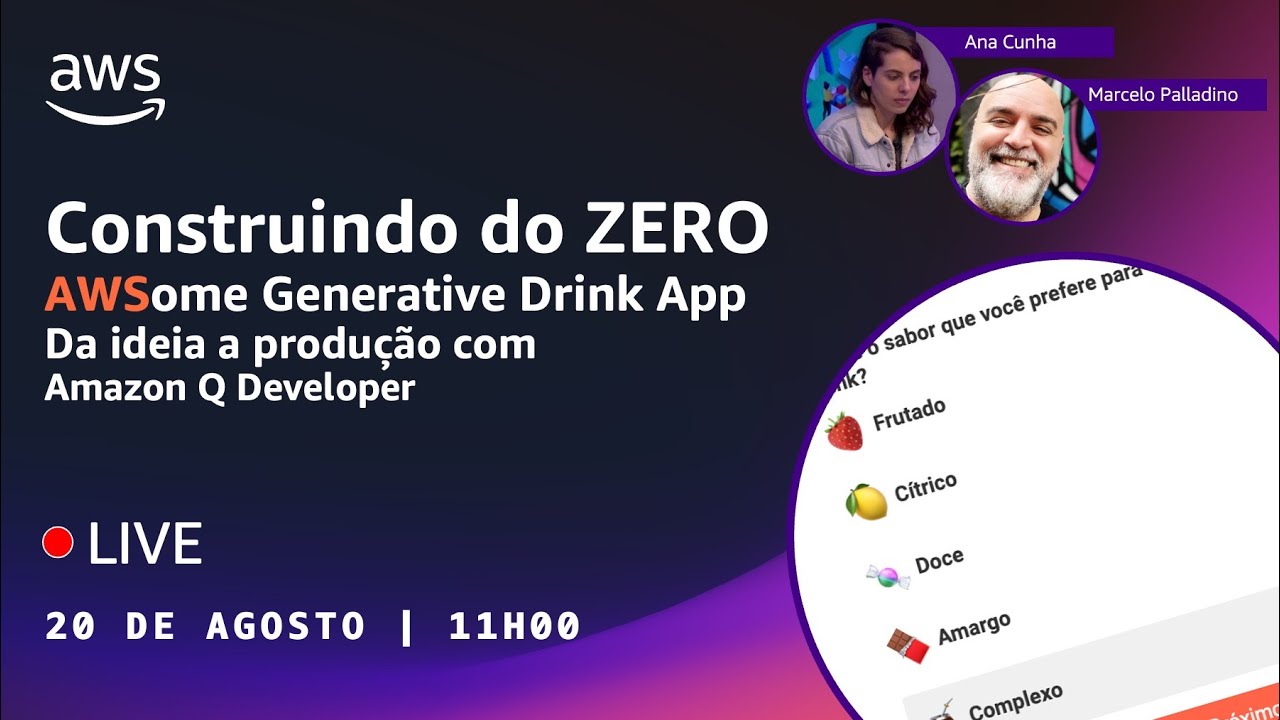 aws
Ana Cunha
Marcelo Palladino
Construindo do ZERO
AWSome Generative Drink App
Da ideia a produção com
Amazon Q Developer
LIVE
20 DE AGOSTO | 11H00
o sabor que você prefere para
Frutado
Cítrico
Doce
Amargo
Complexo